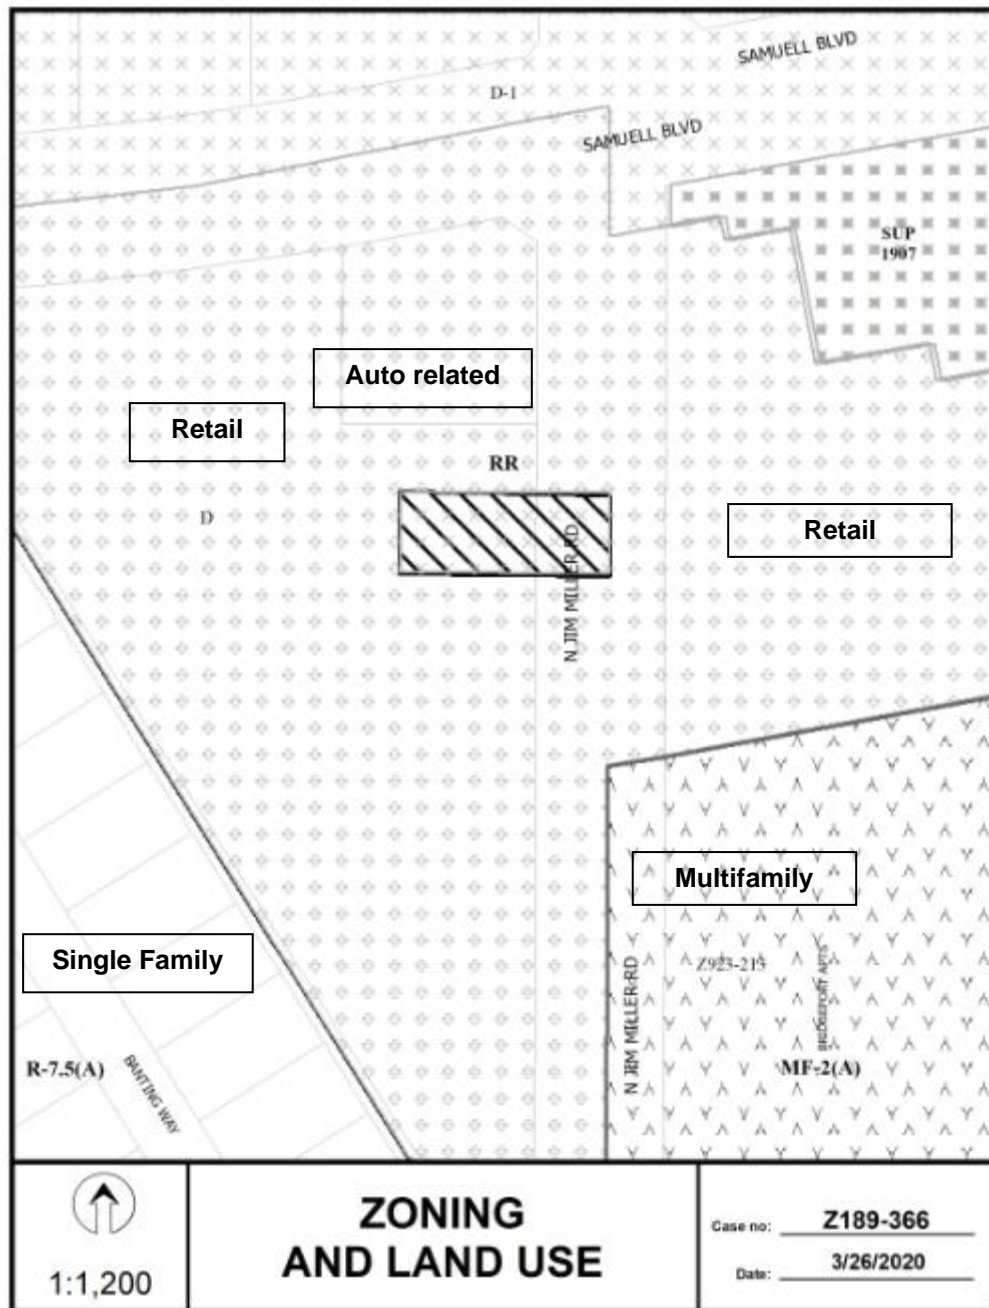 SAMUELL BLVD
D-1
SAMUELL BLVD
SUP
1907
Auto related
Retail
RR
D
Retail
N JIM MILLER RD
Multifamily
Single Family
Z923-215
N JIM MILLER RD
BRIDGEPORT APTS
R-7.5(A)
BANTING WAY
MF-2(A)
1:1,200
ZONING
AND LAND USE
Case no: Z189-366
Date: 3/26/2020